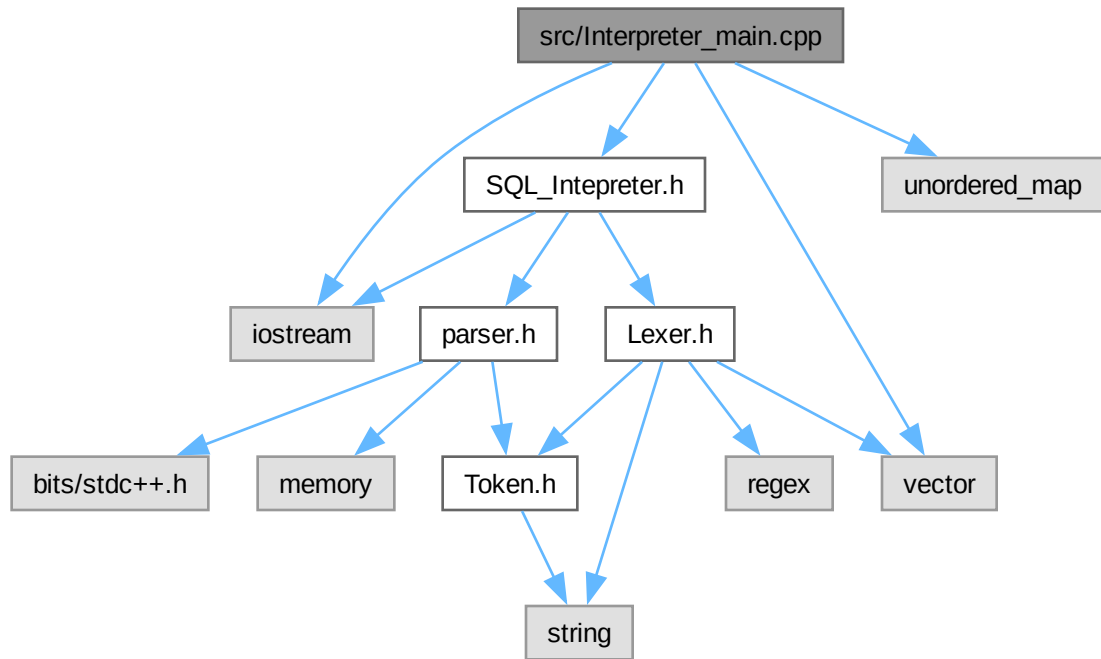 src/Interpreter_main.cpp
SQL_Intepreter.h
unordered_map
iostream
parser.h
Lexer.h
bits/stdc++.h
memory
Token.h
regex
vector
string